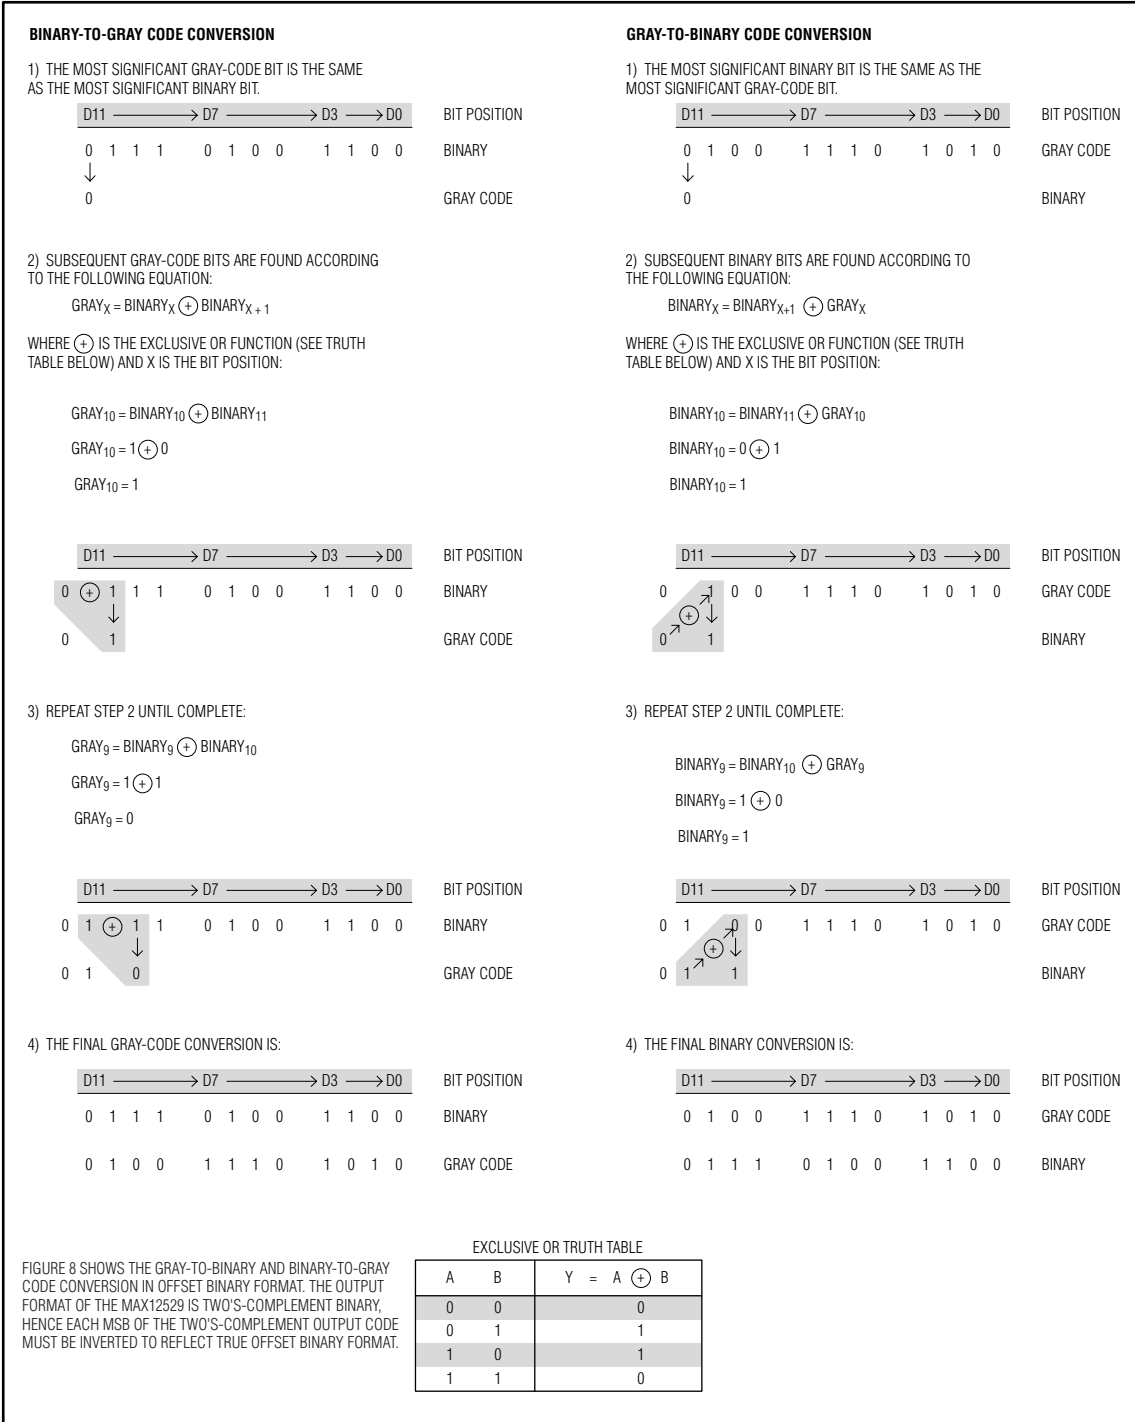 BINARY-TO-GRAY CODE CONVERSION
1) THE MOST SIGNIFICANT GRAY-CODE BIT IS THE SAME
AS THE MOST SIGNIFICANT BINARY BIT.
D11 → D7 → D3 → D0 BIT POSITION
0 1 1 1 0 1 0 0 1 1 0 0 BINARY
↓
0 GRAY CODE
2) SUBSEQUENT GRAY-CODE BITS ARE FOUND ACCORDING
TO THE FOLLOWING EQUATION:
GRAYX = BINARYX ⊕ BINARYX + 1
WHERE ⊕ IS THE EXCLUSIVE OR FUNCTION (SEE TRUTH
TABLE BELOW) AND X IS THE BIT POSITION:
GRAY10 = BINARY10 ⊕ BINARY11
GRAY10 = 1 ⊕ 0
GRAY10 = 1
D11 → D7 → D3 → D0 BIT POSITION
0 ⊕ 1 1 1 0 1 0 0 1 1 0 0 BINARY
↓
0 1 GRAY CODE
3) REPEAT STEP 2 UNTIL COMPLETE:
GRAY9 = BINARY9 ⊕ BINARY10
GRAY9 = 1 ⊕ 1
GRAY9 = 0
D11 → D7 → D3 → D0 BIT POSITION
0 1 ⊕ 1 1 0 1 0 0 1 1 0 0 BINARY
↓
0 1 0 GRAY CODE
4) THE FINAL GRAY-CODE CONVERSION IS:
D11 → D7 → D3 → D0 BIT POSITION
0 1 1 1 0 1 0 0 1 1 0 0 BINARY
0 1 0 0 1 1 1 0 1 0 1 0 GRAY CODE
GRAY-TO-BINARY CODE CONVERSION
1) THE MOST SIGNIFICANT BINARY BIT IS THE SAME AS THE
MOST SIGNIFICANT GRAY-CODE BIT.
D11 → D7 → D3 → D0 BIT POSITION
0 1 0 0 1 1 1 0 1 0 1 0 GRAY CODE
↓
0 BINARY
2) SUBSEQUENT BINARY BITS ARE FOUND ACCORDING TO
THE FOLLOWING EQUATION:
BINARYX = BINARYX+1 ⊕ GRAYX
WHERE ⊕ IS THE EXCLUSIVE OR FUNCTION (SEE TRUTH
TABLE BELOW) AND X IS THE BIT POSITION:
BINARY10 = BINARY11 ⊕ GRAY10
BINARY10 = 0 ⊕ 1
BINARY10 = 1
D11 → D7 → D3 → D0 BIT POSITION
0 1 0 0 1 1 1 0 1 0 1 0 GRAY CODE
⊕ ↓
0 1 BINARY
3) REPEAT STEP 2 UNTIL COMPLETE:
BINARY9 = BINARY10 ⊕ GRAY9
BINARY9 = 1 ⊕ 0
BINARY9 = 1
D11 → D7 → D3 → D0 BIT POSITION
0 1 0 0 1 1 1 0 1 0 1 0 GRAY CODE
⊕ ↓
0 1 1 BINARY
4) THE FINAL BINARY CONVERSION IS:
D11 → D7 → D3 → D0 BIT POSITION
0 1 0 0 1 1 1 0 1 0 1 0 GRAY CODE
0 1 1 1 0 1 0 0 1 1 0 0 BINARY
FIGURE 8 SHOWS THE GRAY-TO-BINARY AND BINARY-TO-GRAY
CODE CONVERSION IN OFFSET BINARY FORMAT. THE OUTPUT
FORMAT OF THE MAX12529 IS TWO'S-COMPLEMENT BINARY,
HENCE EACH MSB OF THE TWO'S-COMPLEMENT OUTPUT CODE
MUST BE INVERTED TO REFLECT TRUE OFFSET BINARY FORMAT.
EXCLUSIVE OR TRUTH TABLE
A B Y = A ⊕ B
0 0 0
0 1 1
1 0 1
1 1 0